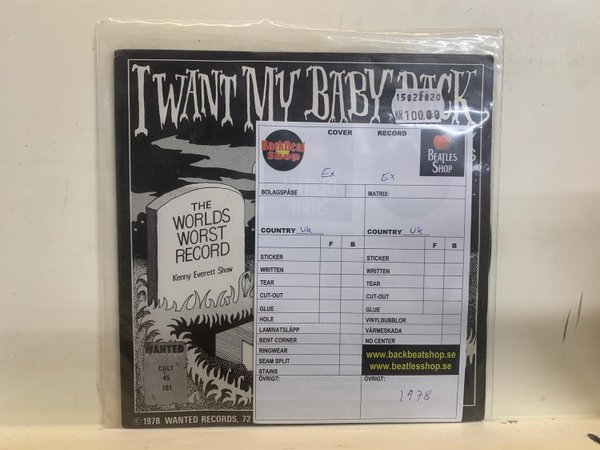 I WANT MY BABY BACK
15022020
KR 100.00
COVER
RECORD
BackBeat
shop
BEATLES
SHOP
Ex
Ex
BOLAGSPÅSE
MATRIX:
COUNTRY UK
COUNTRY UK
F B
F B
STICKER
STICKER
WRITTEN
WRITTEN
TEAR
TEAR
CUT-OUT
CUT-OUT
GLUE
GLUE
HOLE
VINYLBUBBLOR
LAMINATSLÄPP
VÄRMESKADA
BENT CORNER
NO CENTER
RINGWEAR
SEAM SPLIT
STAINS
www.backbeatshop.se
www.beatlesshop.se
ÖVRIGT:
ÖVRIGT:
1978
THE
WORLDS
WORST
RECORD
Kenny Everett Show
WANTED
CULT
45
101
© 1978 WANTED RECORDS, 72